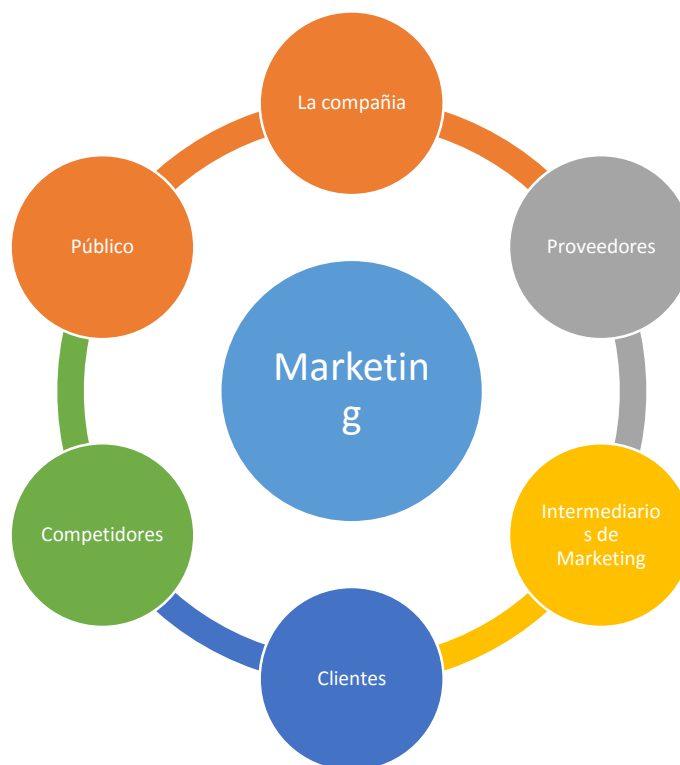 La compañia
Público
Proveedores
Marketin
g
Competidores
Intermediario
s de
Marketing
Clientes